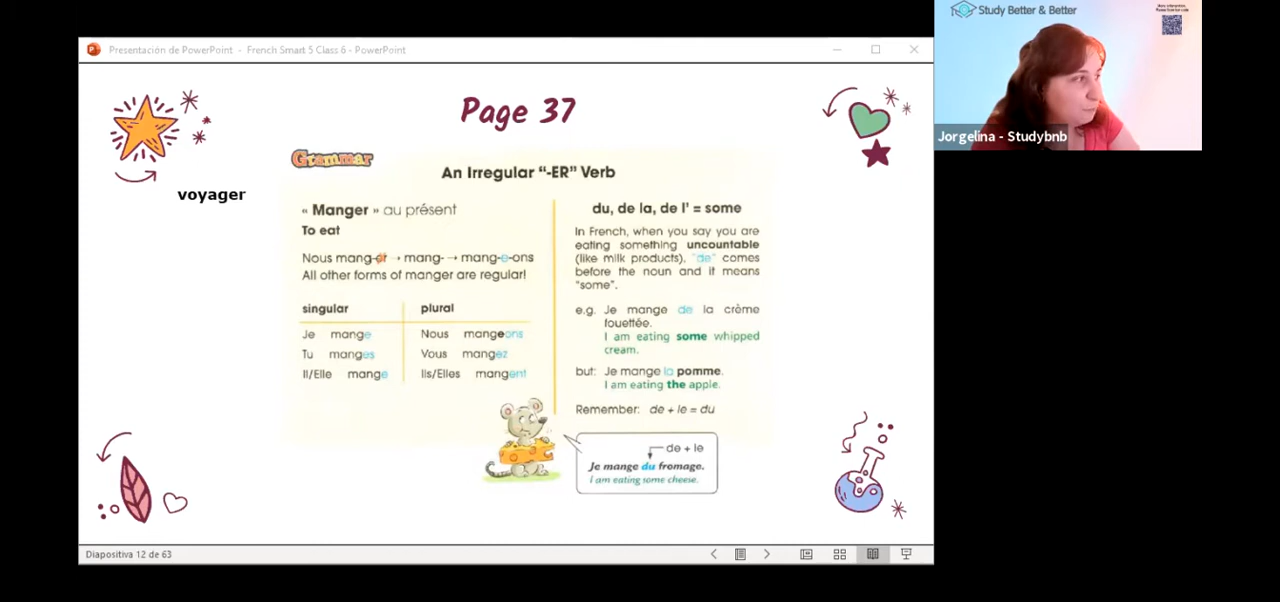 Presentación de PowerPoint - French Smart 5 Class 6 - PowerPoint
Page 37
voyager
Grammar
An Irregular "-ER" Verb
« Manger » au présent
To eat
Nous mang-er → mang- → mang-e-ons
All other forms of manger are regular!
singular
plural
Je mange
Nous mangeons
Tu manges
Vous mangez
Il/Elle mange
Ils/Elles mangent
du, de la, de l' = some
In French, when you say you are
eating something uncountable
(like milk products), "de" comes
before the noun and it means
"some".
e.g. Je mange de la crème
fouettée.
I am eating some whipped
cream.
but: Je mange la pomme.
I am eating the apple.
Remember: de + le = du
de + le
Je mange du fromage.
I am eating some cheese.
Diapositiva 12 de 63
Study Better & Better
Jorgelina - Studybnb